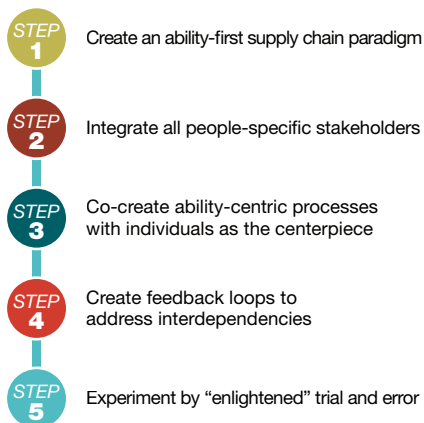 STEP
1
Create an ability-first supply chain paradigm
STEP
2
Integrate all people-specific stakeholders
STEP
3
Co-create ability-centric processes
with individuals as the centerpiece
STEP
4
Create feedback loops to
address interdependencies
STEP
5
Experiment by “enlightened” trial and error